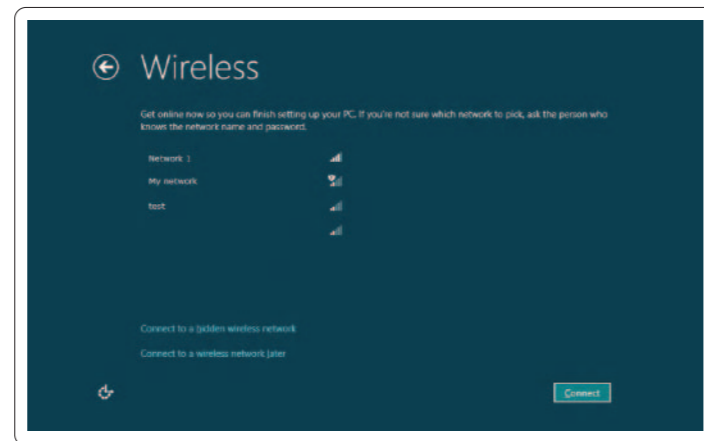 Wireless
Get online now so you can finish setting up your PC. If you're not sure which network to pick, ask the person who
knows the network name and password.
Network 1
My network
test
Connect to a hidden wireless network
Connect to a wireless network later
Connect